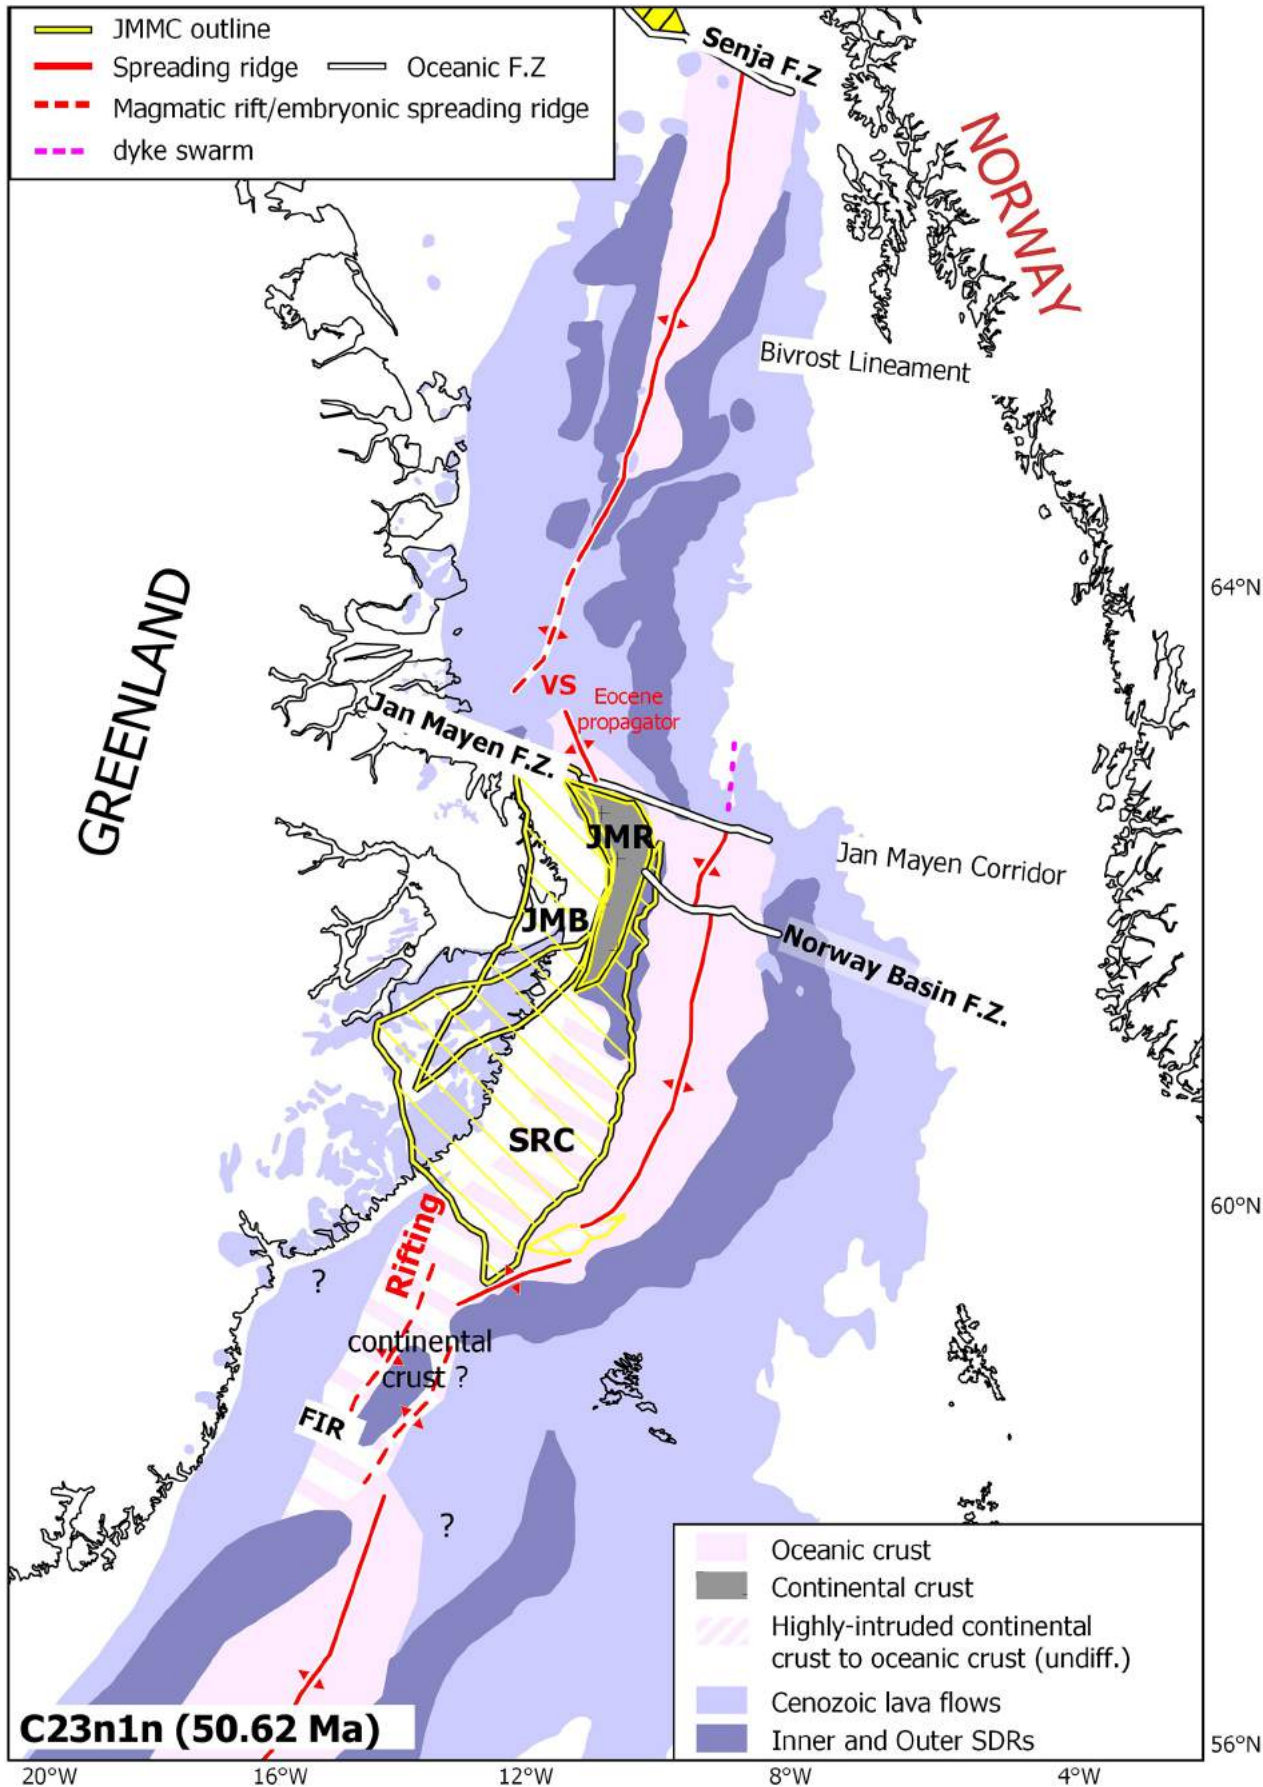 JMMC outline
Spreading ridge
Oceanic F.Z
Magmatic rift/embryonic spreading ridge
dyke swarm
Senja F.Z
NORWAY
Bivrost Lineament
64°N
GREENLAND
VS
Eocene
propagator
Jan Mayen F.Z.
JMR
Jan Mayen Corridor
JMB
Norway Basin F.Z.
SRC
60°N
Rifting
?
continental
crust ?
FIR
?
Oceanic crust
Continental crust
Highly-intruded continental
crust to oceanic crust (undiff.)
Cenozoic lava flows
Inner and Outer SDRs
C23n1n (50.62 Ma)
56°N
20°W
16°W
12°W
8°W
4°W